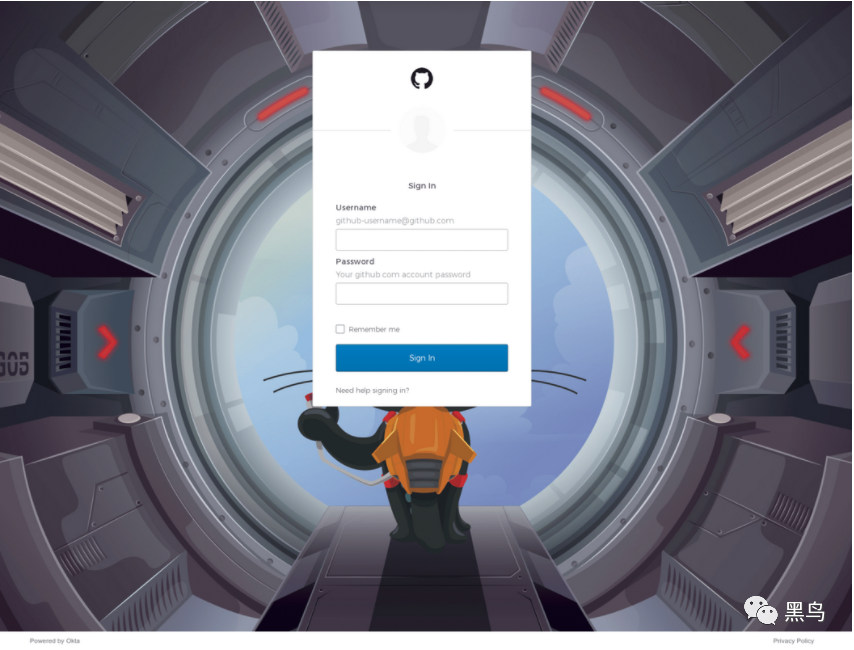 Sign In
Username
github-username@github.com
Password
Your github.com account password
Remember me
Sign In
Need help signing in?
G05
黑鸟
Powered by Okta
Privacy Policy